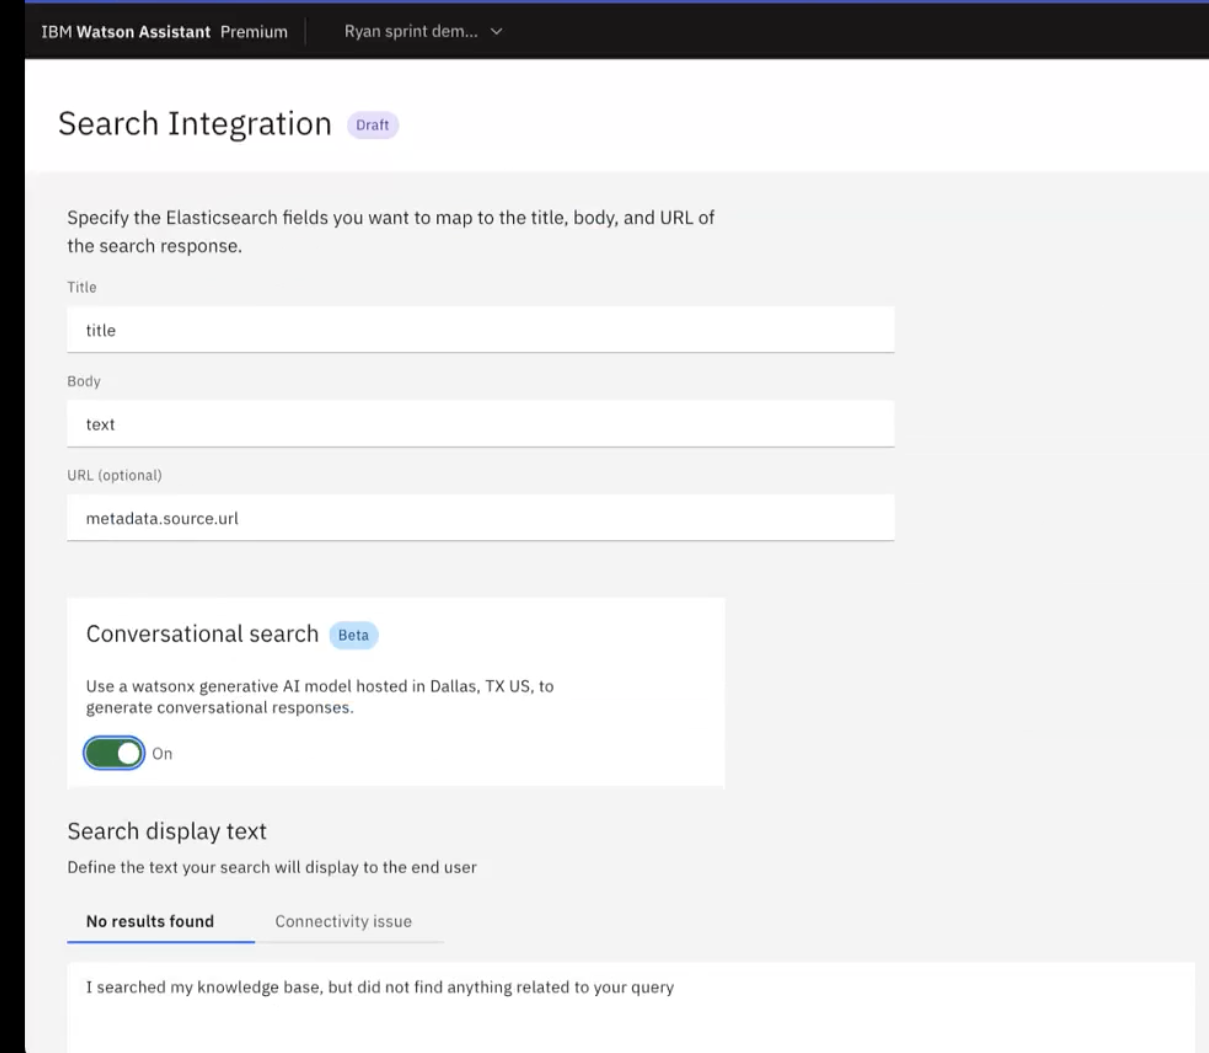 IBM Watson Assistant Premium
Ryan sprint dem...
Search Integration
Draft
Specify the Elasticsearch fields you want to map to the title, body, and URL of
the search response.
Title
title
Body
text
URL (optional)
metadata.source.url
Conversational search
Beta
Use a watsonx generative AI model hosted in Dallas, TX US, to
generate conversational responses.
On
Search display text
Define the text your search will display to the end user
No results found
Connectivity issue
I searched my knowledge base, but did not find anything related to your query